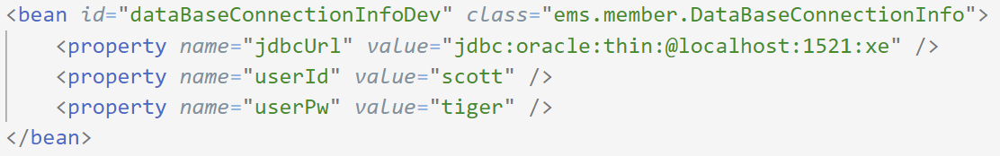 <bean id="dataBaseConnectionInfoDev" class="ems.member.DataBaseConnectionInfo">
    <property name="jdbcUrl" value="jdbc:oracle:thin:@localhost:1521:xe" />
    <property name="userId" value="scott" />
    <property name="userPw" value="tiger" />
</bean>